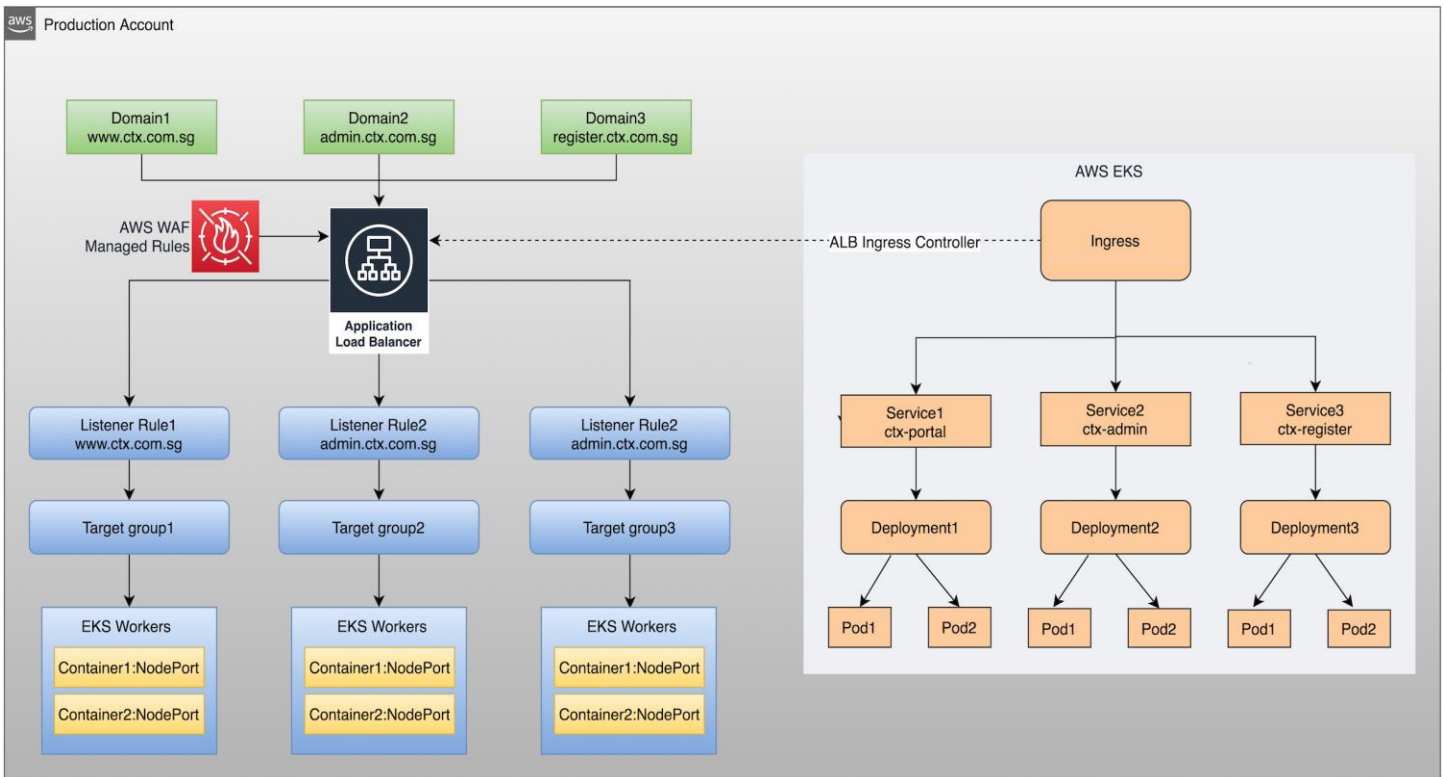 aws
Production Account
Domain1
www.ctx.com.sg
Domain2
admin.ctx.com.sg
Domain3
register.ctx.com.sg
AWS WAF
Managed Rules
Application
Load Balancer
Listener Rule1
www.ctx.com.sg
Listener Rule2
admin.ctx.com.sg
Listener Rule2
admin.ctx.com.sg
Target group1
Target group2
Target group3
EKS Workers
Container1:NodePort
Container2:NodePort
EKS Workers
Container1:NodePort
Container2:NodePort
EKS Workers
Container1:NodePort
Container2:NodePort
ALB Ingress Controller
AWS EKS
Ingress
Service1
ctx-portal
Service2
ctx-admin
Service3
ctx-register
Deployment1
Deployment2
Deployment3
Pod1
Pod2
Pod1
Pod2
Pod1
Pod2